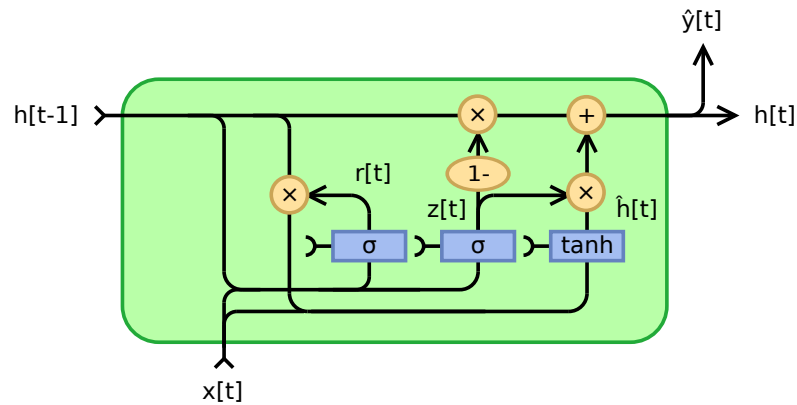 ŷ[t]
h[t-1]
×
+
h[t]
1-
r[t]
×
z[t]
×
ĥ[t]
σ
σ
tanh
x[t]